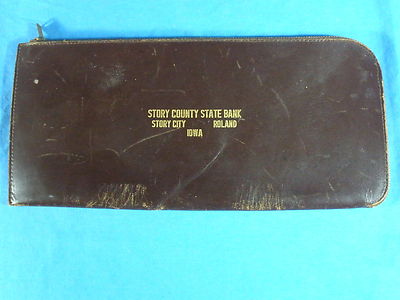 STORY COUNTY STATE BANK
STORY CITY ROLAND
IOWA